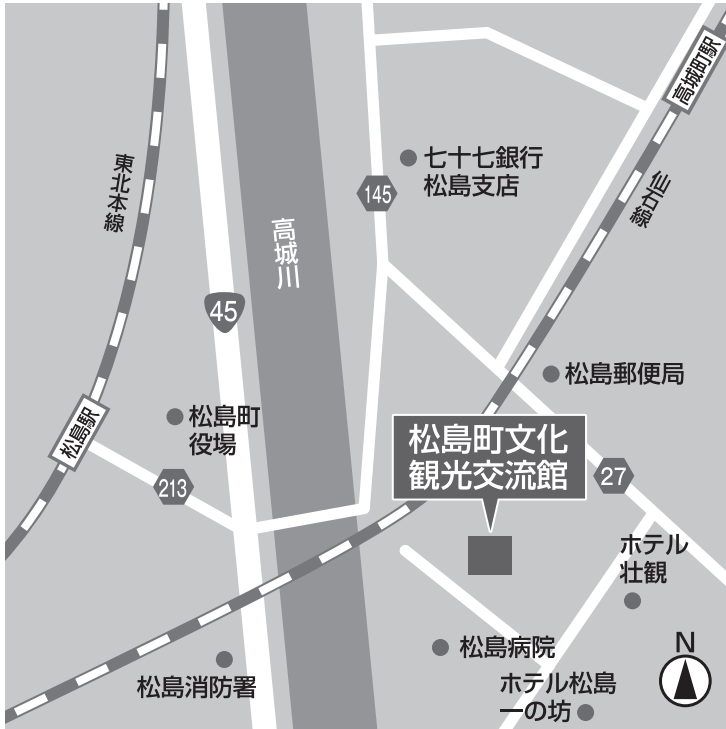 高城町駅
東北本線
七十七銀行
松島支店
145
仙石線
高城川
45
松島郵便局
松島駅
松島町
役場
松島町文化
観光交流館
213
27
ホテル
壮観
松島病院
N
松島消防署
ホテル松島
一の坊